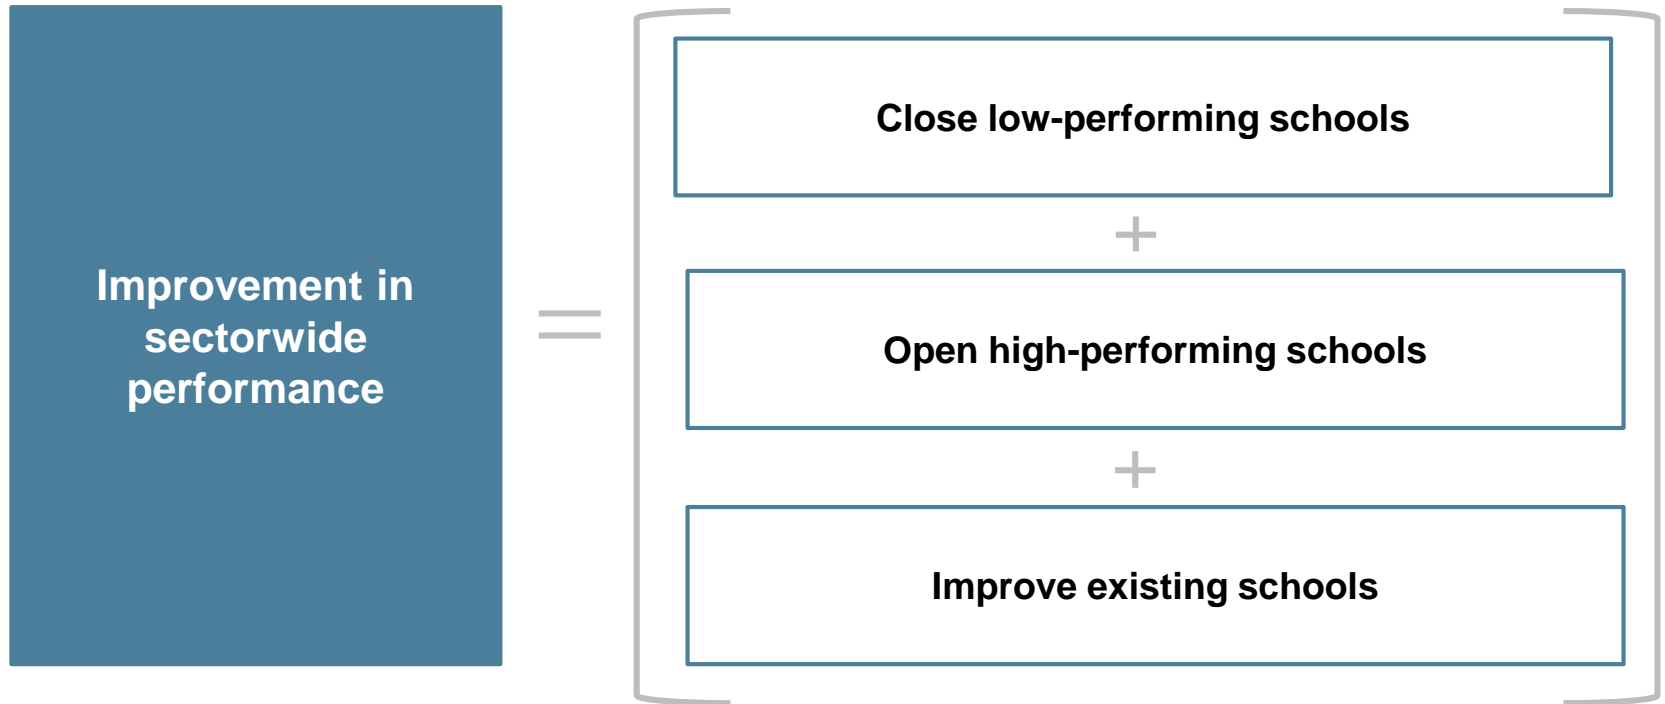 Improvement in
sectorwide
performance
=
Close low-performing schools
+
Open high-performing schools
+
Improve existing schools